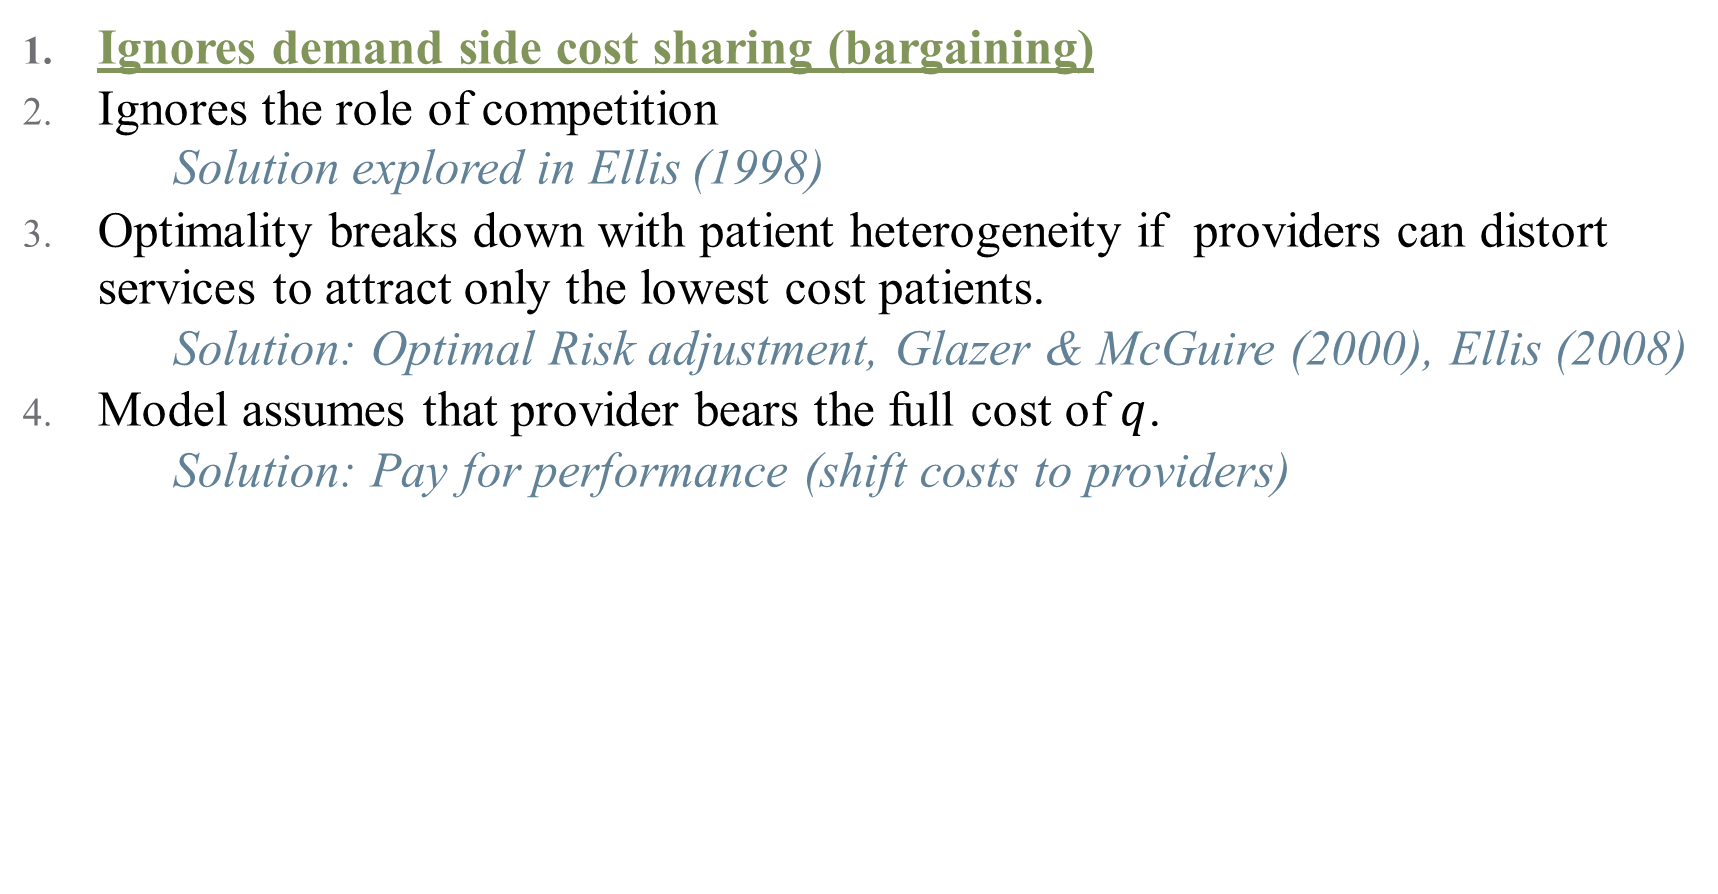 1. Ignores demand side cost sharing (bargaining)
2. Ignores the role of competition
Solution explored in Ellis (1998)
3. Optimality breaks down with patient heterogeneity if providers can distort
services to attract only the lowest cost patients.
Solution: Optimal Risk adjustment, Glazer & McGuire (2000), Ellis (2008)
4. Model assumes that provider bears the full cost of q.
Solution: Pay for performance (shift costs to providers)